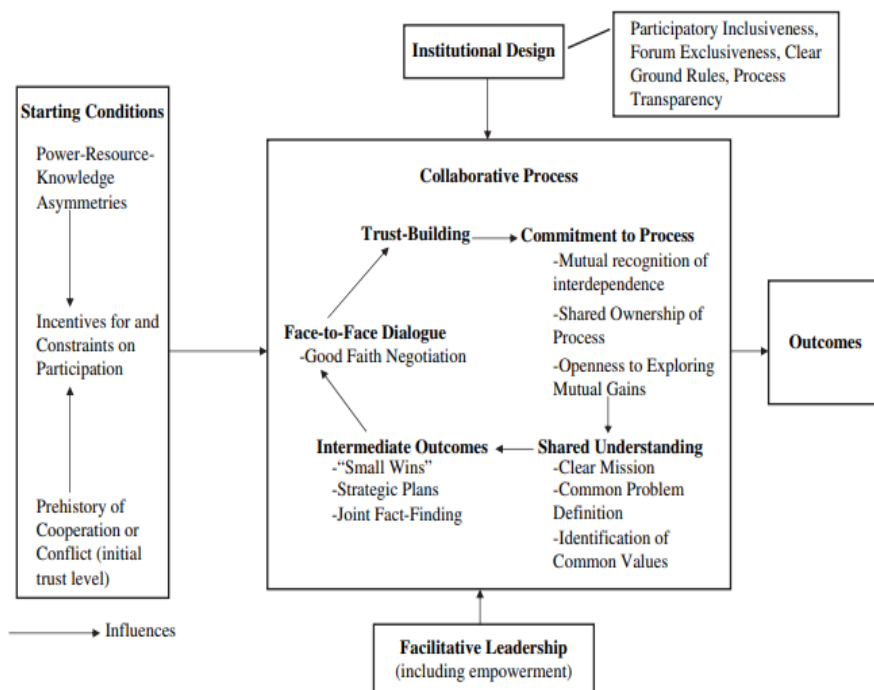 Institutional Design
Participatory Inclusiveness,
Forum Exclusiveness, Clear
Ground Rules, Process
Transparency
Starting Conditions
Power-Resource-
Knowledge
Asymmetries
Incentives for and
Constraints on
Participation
Prehistory of
Cooperation or
Conflict (initial
trust level)
Influences
Collaborative Process
Trust-Building
Commitment to Process
-Mutual recognition of
interdependence
-Shared Ownership of
Process
-Openness to Exploring
Mutual Gains
Face-to-Face Dialogue
-Good Faith Negotiation
Intermediate Outcomes
-“Small Wins”
-Strategic Plans
-Joint Fact-Finding
Shared Understanding
-Clear Mission
-Common Problem
Definition
-Identification of
Common Values
Outcomes
Facilitative Leadership
(including empowerment)